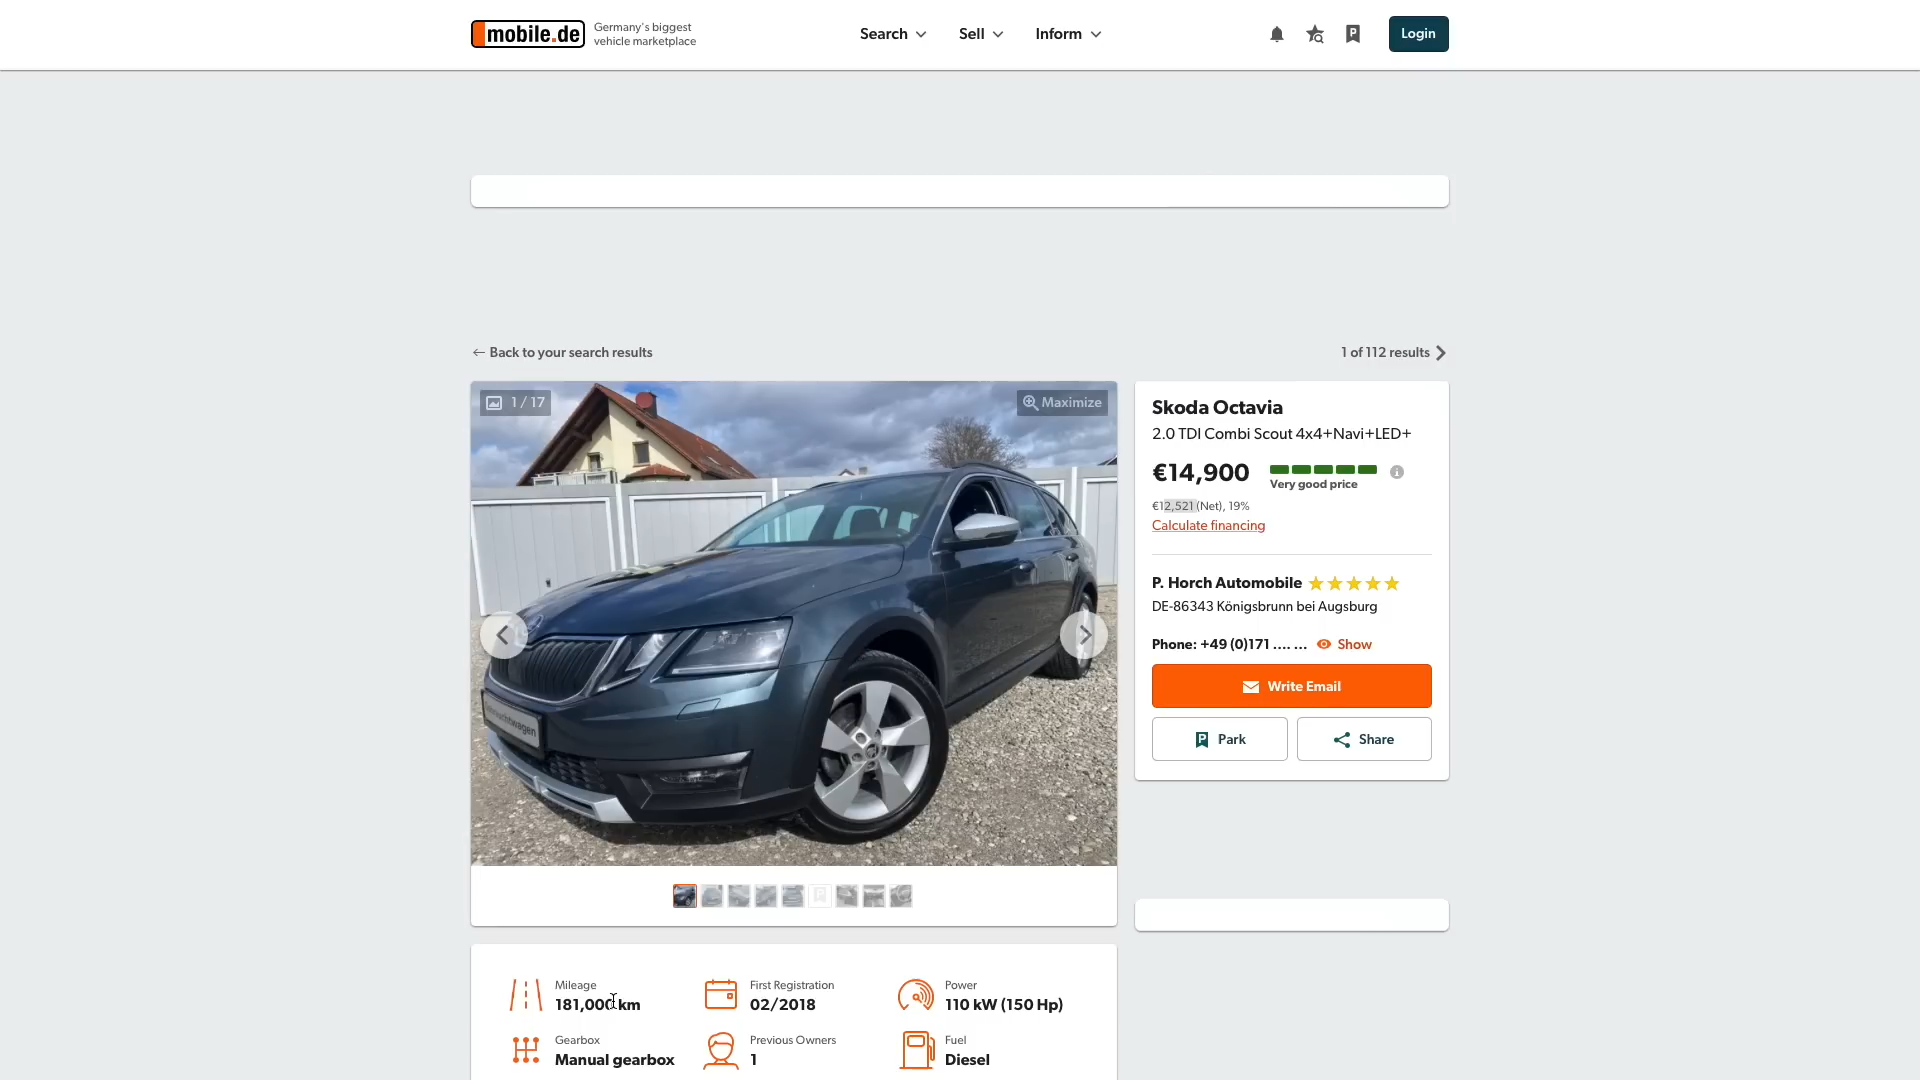 mobile.de
Germany's biggest
vehicle marketplace
Search
Sell
Inform
Login
← Back to your search results
1 of 112 results
1 / 17
Maximize
Skoda Octavia
2.0 TDI Combi Scout 4x4+Navi+LED+
€14,900
Very good price
€12,521 (Net), 19%
Calculate financing
P. Horch Automobile
DE-86343 Königsbrunn bei Augsburg
Phone: +49 (0)171 .... ...
Show
Write Email
Park
Share
Mileage
181,000 km
First Registration
02/2018
Power
110 kW (150 Hp)
Gearbox
Manual gearbox
Previous Owners
1
Fuel
Diesel